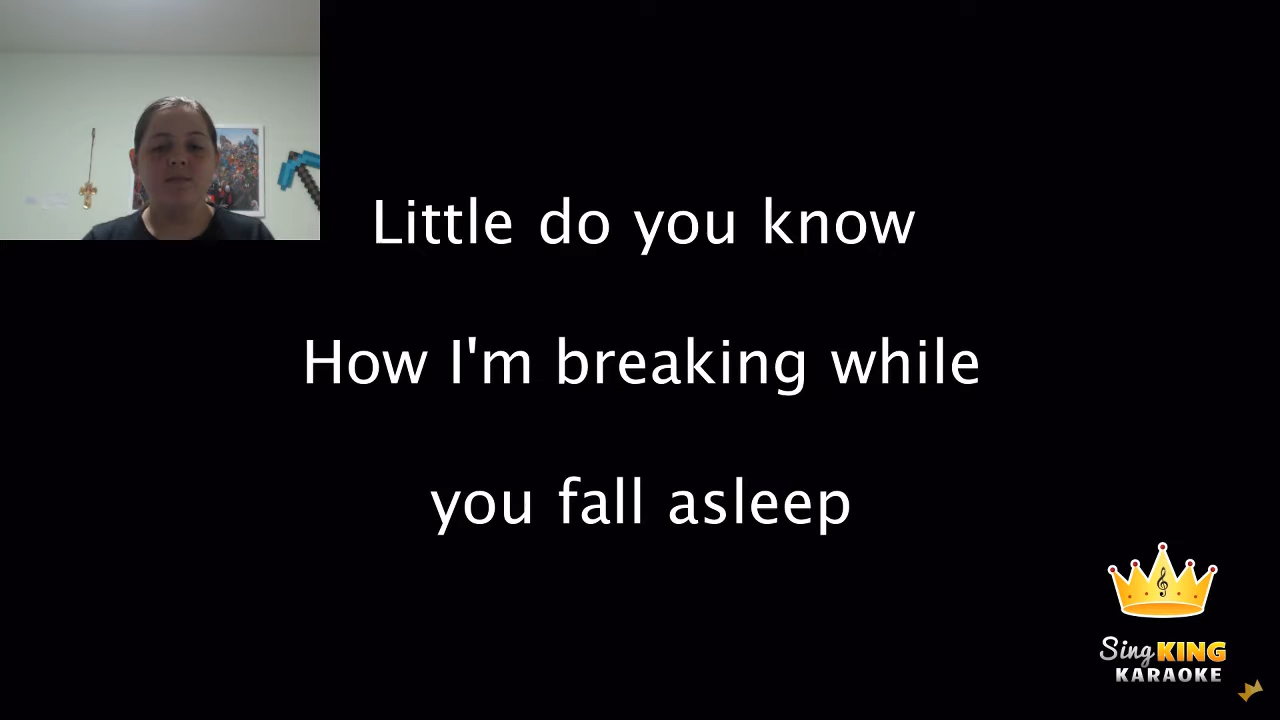 Little do you know
How I'm breaking while
you fall asleep
Sing KING
KARAOKE